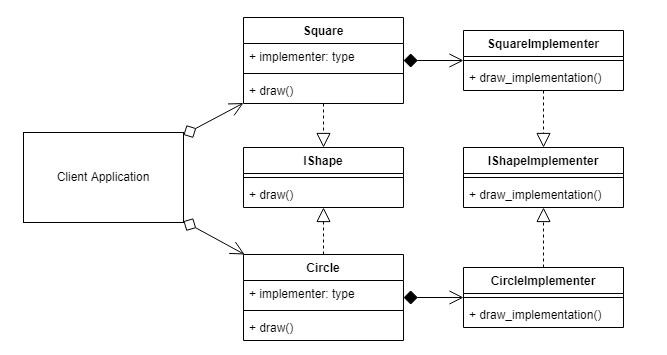 Square
+ implementer: type
+ draw()
SquareImplementer
+ draw_implementation()
Client Application
IShape
+ draw()
IShapeImplementer
+ draw_implementation()
Circle
+ implementer: type
+ draw()
CircleImplementer
+ draw_implementation()